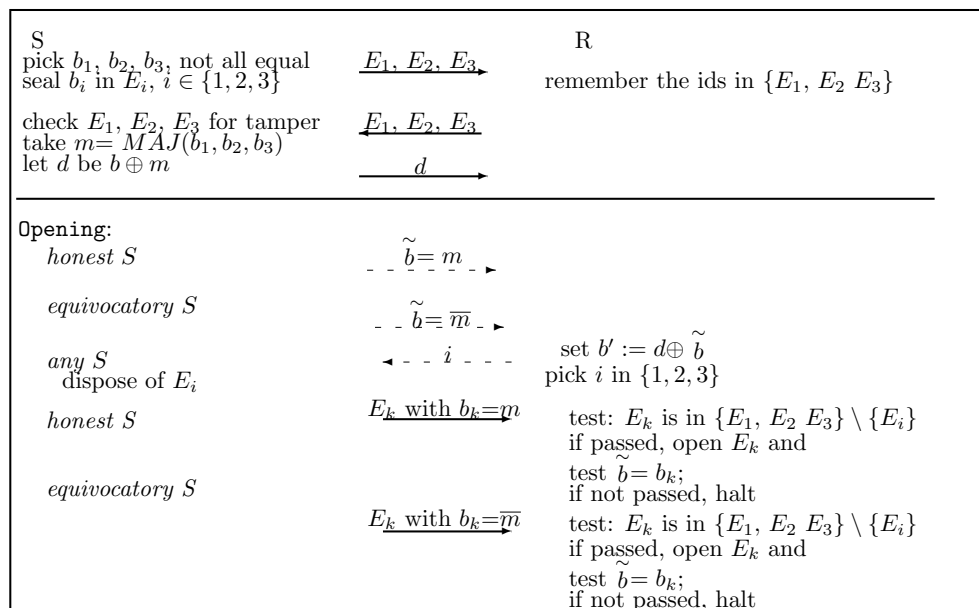 S R
pick b₁, b₂, b₃, not all equal
seal bᵢ in Eᵢ, i ∈ {1, 2, 3} E₁, E₂, E₃ remember the ids in {E₁, E₂ E₃}
check E₁, E₂, E₃ for tamper E₁, E₂, E₃
take m= MAJ(b₁, b₂, b₃)
let d be b ⊕ m d
Opening:
honest S b̃= m
equivocatory S b̃= m̅
any S i set b′ := d⊕ b̃
dispose of Eᵢ pick i in {1, 2, 3}
honest S Eₖ with bₖ=m test: Eₖ is in {E₁, E₂ E₃} \ {Eᵢ}
if passed, open Eₖ and
test b̃= bₖ;
equivocatory S if not passed, halt
Eₖ with bₖ=m̅ test: Eₖ is in {E₁, E₂ E₃} \ {Eᵢ}
if passed, open Eₖ and
test b̃= bₖ;
if not passed, halt